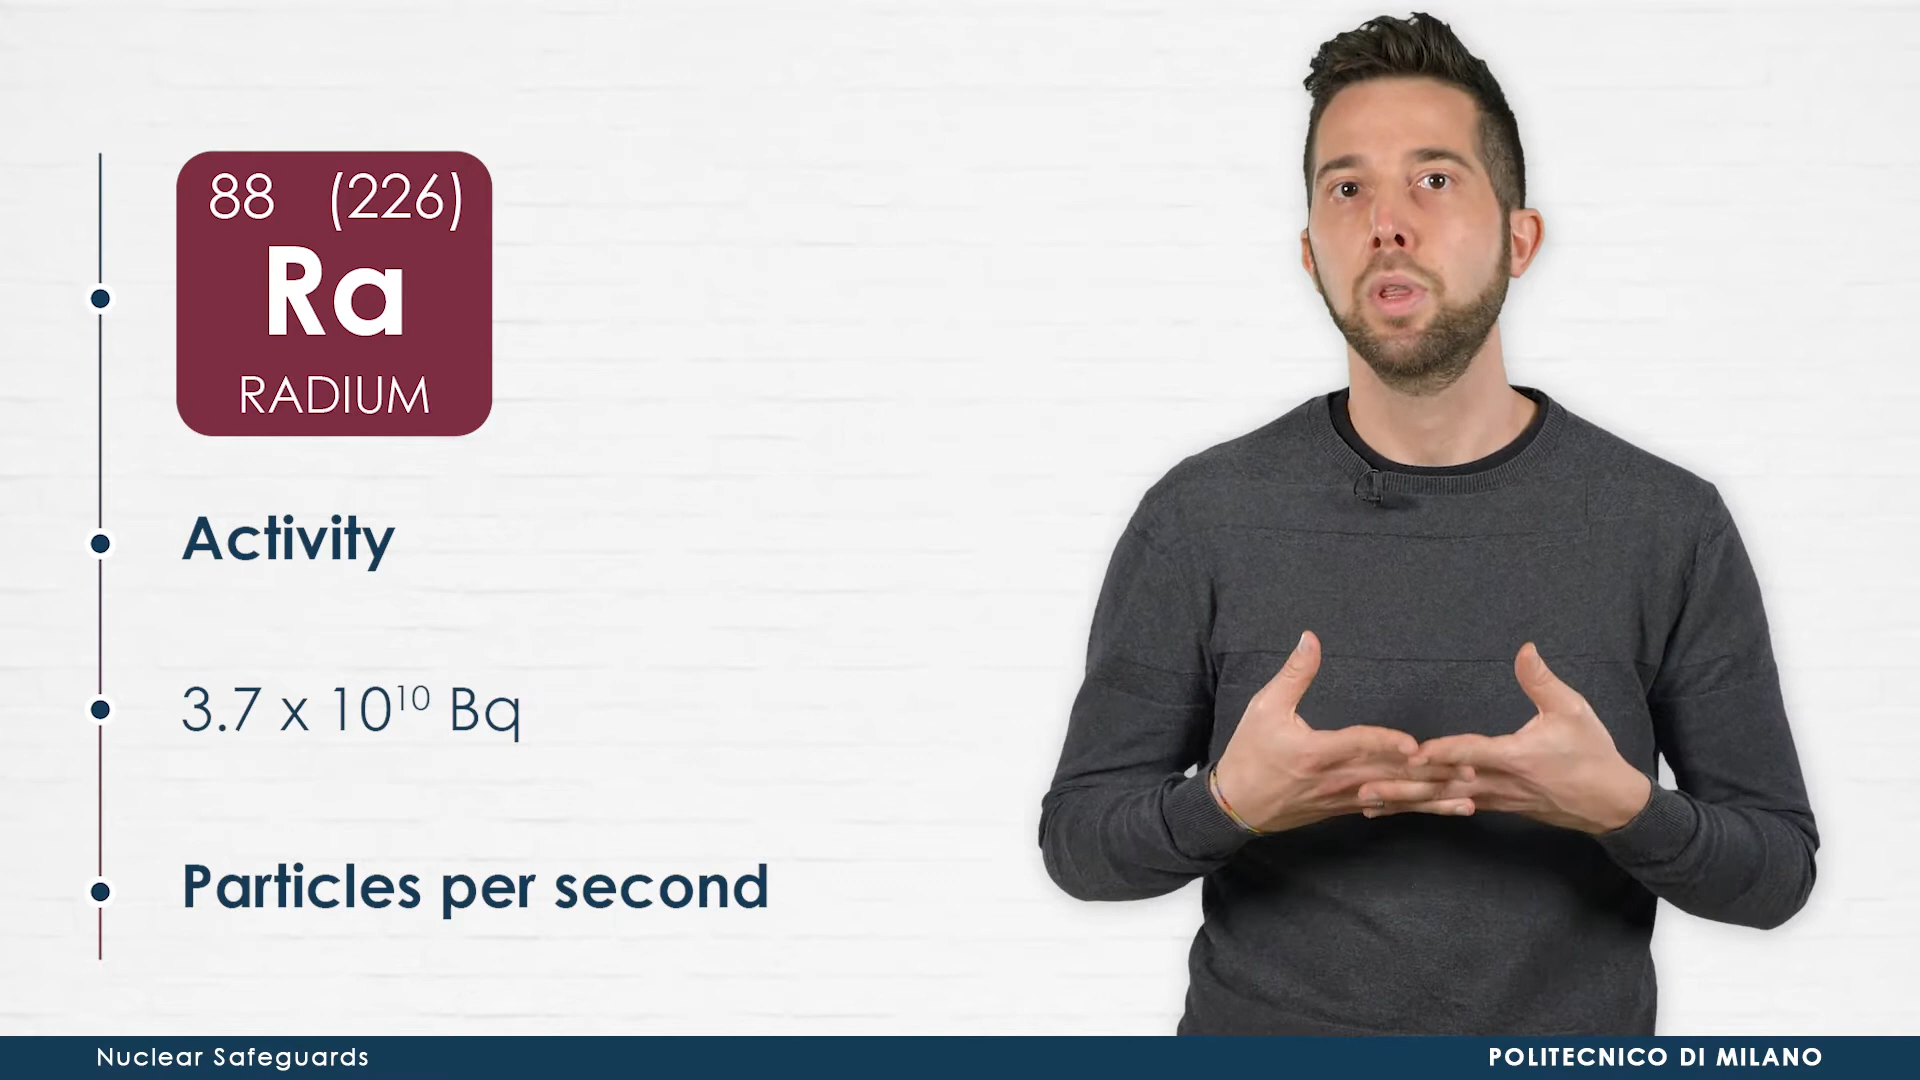 88 (226)
Ra
RADIUM
Activity
3.7 x 10¹⁰ Bq
Particles per second
Nuclear Safeguards
POLITECNICO DI MILANO